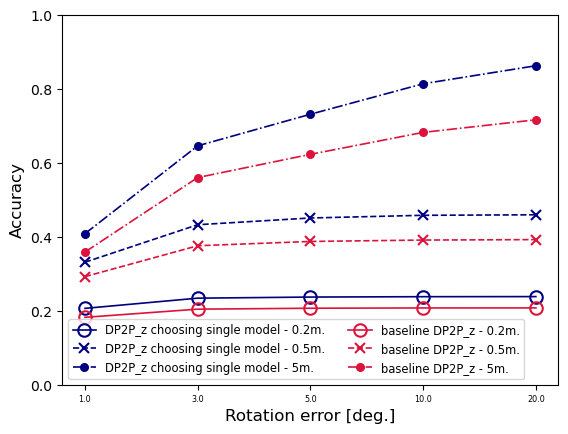 1.0
0.8
0.6
0.4
0.2
0.0
Accuracy
DP2P_z choosing single model - 0.2m.
DP2P_z choosing single model - 0.5m.
DP2P_z choosing single model - 5m.
baseline DP2P_z - 0.2m.
baseline DP2P_z - 0.5m.
baseline DP2P_z - 5m.
1.0 3.0 5.0 10.0 20.0
Rotation error [deg.]